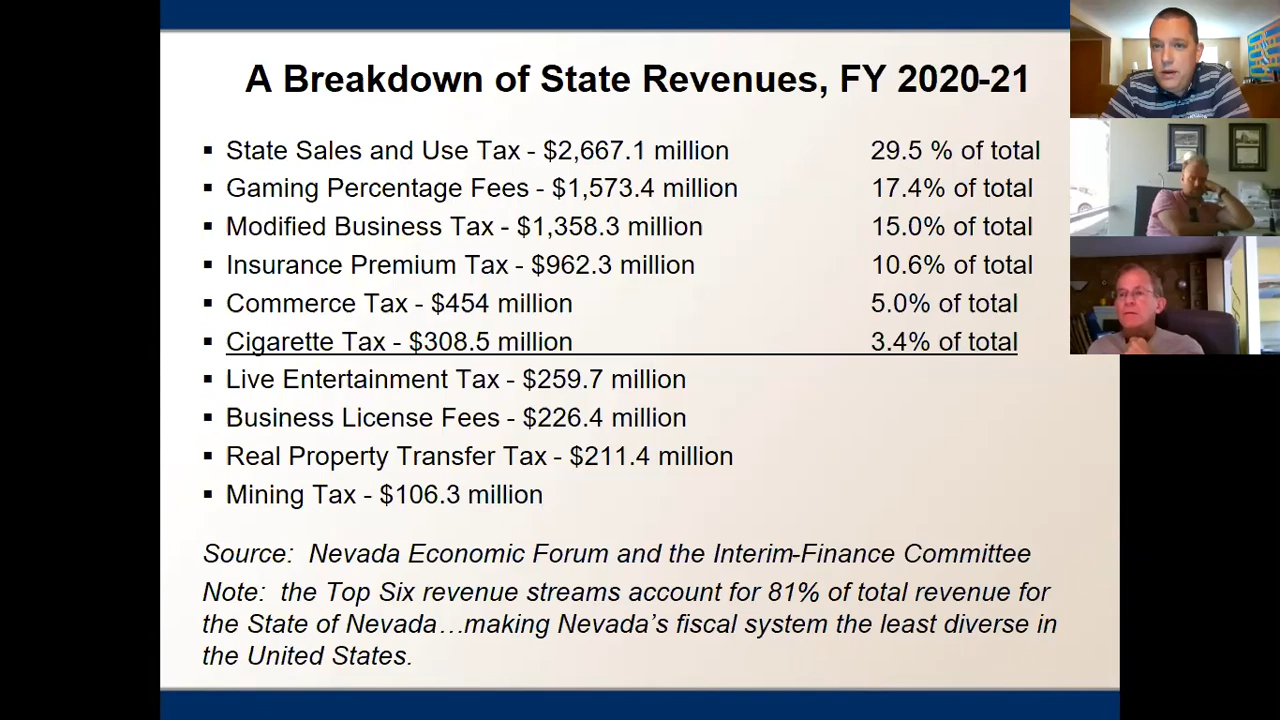 A Breakdown of State Revenues, FY 2020-21
▪ State Sales and Use Tax - $2,667.1 million 29.5 % of total
▪ Gaming Percentage Fees - $1,573.4 million 17.4% of total
▪ Modified Business Tax - $1,358.3 million 15.0% of total
▪ Insurance Premium Tax - $962.3 million 10.6% of total
▪ Commerce Tax - $454 million 5.0% of total
▪ Cigarette Tax - $308.5 million 3.4% of total
▪ Live Entertainment Tax - $259.7 million
▪ Business License Fees - $226.4 million
▪ Real Property Transfer Tax - $211.4 million
▪ Mining Tax - $106.3 million
Source: Nevada Economic Forum and the Interim-Finance Committee
Note: the Top Six revenue streams account for 81% of total revenue for
the State of Nevada…making Nevada's fiscal system the least diverse in
the United States.